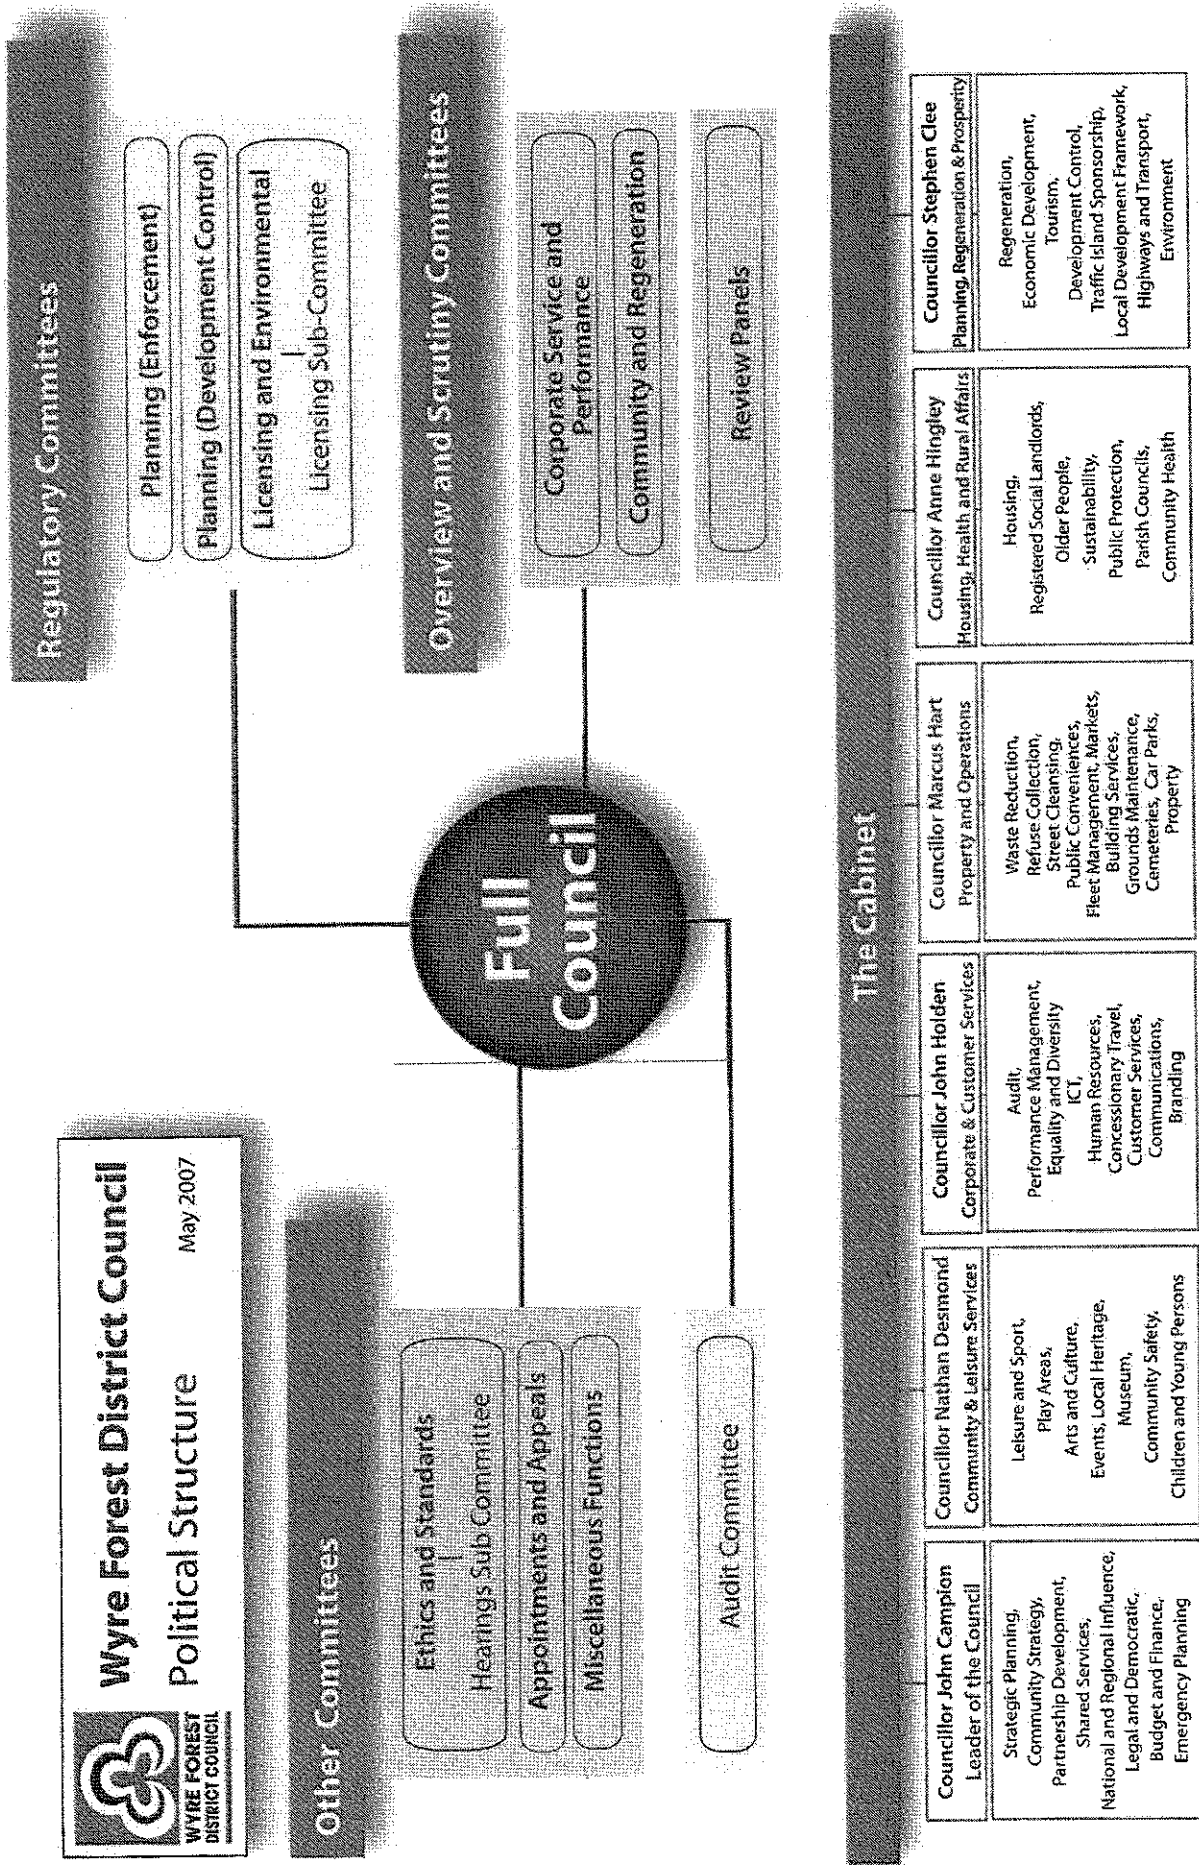 WYRE FOREST
DISTRICT COUNCIL
Wyre Forest District Council
Political Structure
May 2007
Regulatory Committees
Planning (Enforcement)
Planning (Development Control)
Licensing and Environmental
Licensing Sub-Committee
Other Committees
Ethics and Standards
Hearings Sub Committee
Appointments and Appeals
Miscellaneous Functions
Audit Committee
Full
Council
Overview and Scrutiny Committees
Corporate Service and
Performance
Community and Regeneration
Review Panels
The Cabinet
Councillor John Campion
Leader of the Council
Strategic Planning,
Community Strategy,
Partnership Development,
Shared Services,
National and Regional Influence,
Legal and Democratic,
Budget and Finance,
Emergency Planning
Councillor Nathan Desmond
Community & Leisure Services
Leisure and Sport,
Play Areas,
Arts and Culture,
Events, Local Heritage,
Museum,
Community Safety,
Children and Young Persons
Councillor John Holden
Corporate & Customer Services
Audit,
Performance Management,
Equality and Diversity
ICT,
Human Resources,
Concessionary Travel,
Customer Services,
Communications,
Branding
Councillor Marcus Hart
Property and Operations
Waste Reduction,
Refuse Collection,
Street Cleansing,
Public Conveniences,
Fleet Management, Markets,
Building Services,
Grounds Maintenance,
Cemeteries, Car Parks,
Property
Councillor Anne Hingley
Housing, Health and Rural Affairs
Housing,
Registered Social Landlords,
Older People,
Sustainability,
Public Protection,
Parish Councils,
Community Health
Councillor Stephen Clee
Planning, Regeneration & Prosperity
Regeneration,
Economic Development,
Tourism,
Development Control,
Traffic Island Sponsorship,
Local Development Framework,
Highways and Transport,
Environment